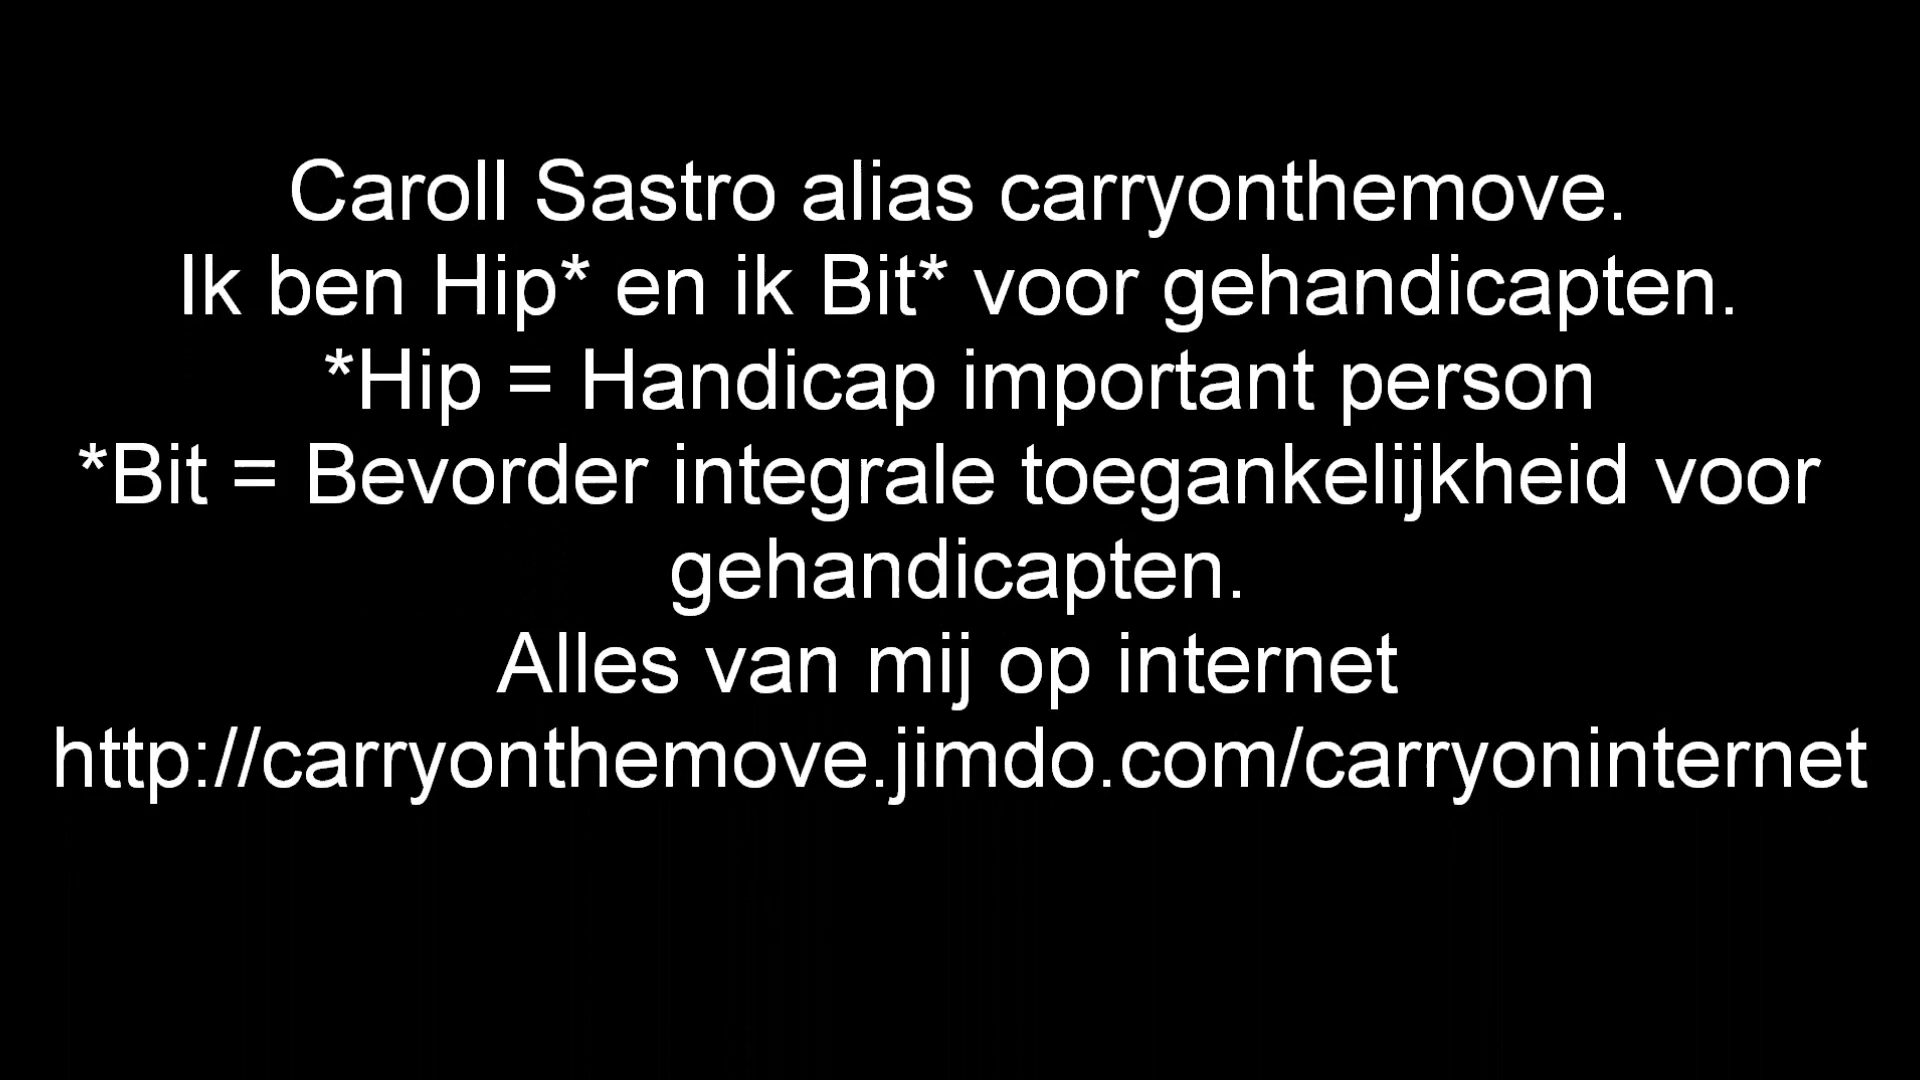 Caroll Sastro alias carryonthemove.
Ik ben Hip* en ik Bit* voor gehandicapten.
*Hip = Handicap important person
*Bit = Bevorder integrale toegankelijkheid voor
gehandicapten.
Alles van mij op internet
http://carryonthemove.jimdo.com/carryoninternet